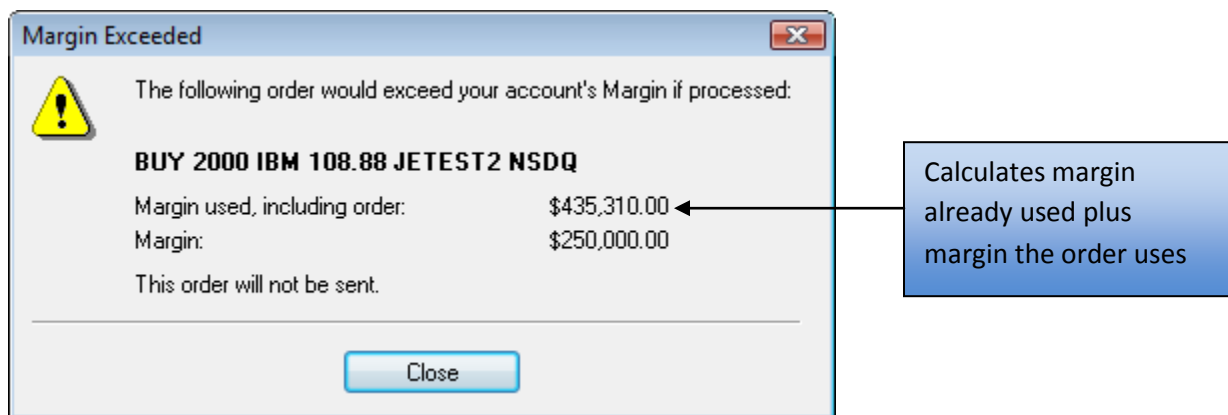 Margin Exceeded
The following order would exceed your account's Margin if processed:
BUY 2000 IBM 108.88 JETEST2 NSDQ
Margin used, including order: $435,310.00
Margin: $250,000.00
This order will not be sent.
Close
Calculates margin
already used plus
margin the order uses